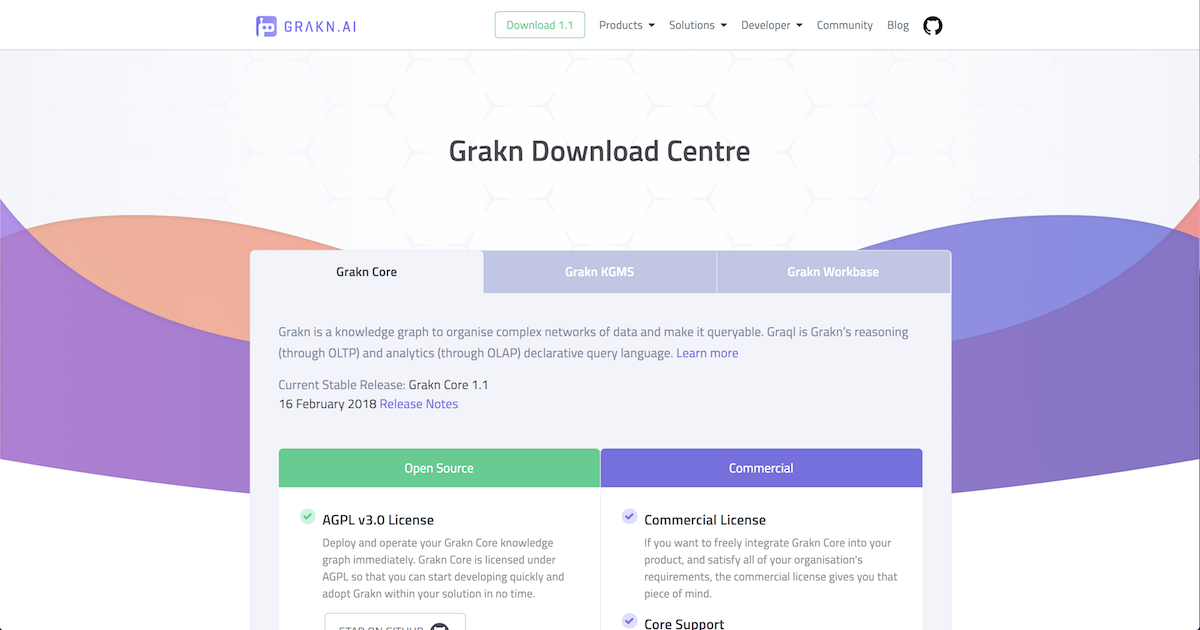 GRAKN.AI
Download 1.1 Products Solutions Developer Community Blog
Grakn Download Centre
Grakn Core Grakn KGMS Grakn Workbase
Grakn is a knowledge graph to organise complex networks of data and make it queryable. Graql is Grakn's reasoning
(through OLTP) and analytics (through OLAP) declarative query language. Learn more
Current Stable Release: Grakn Core 1.1
16 February 2018 Release Notes
Open Source
AGPL v3.0 License
Deploy and operate your Grakn Core knowledge
graph immediately. Grakn Core is licensed under
AGPL so that you can start developing quickly and
adopt Grakn within your solution in no time.
STAR ON GITHUB
Commercial
Commercial License
If you want to freely integrate Grakn Core into your
product, and satisfy all of your organisation's
requirements, the commercial license gives you that
piece of mind.
Core Support